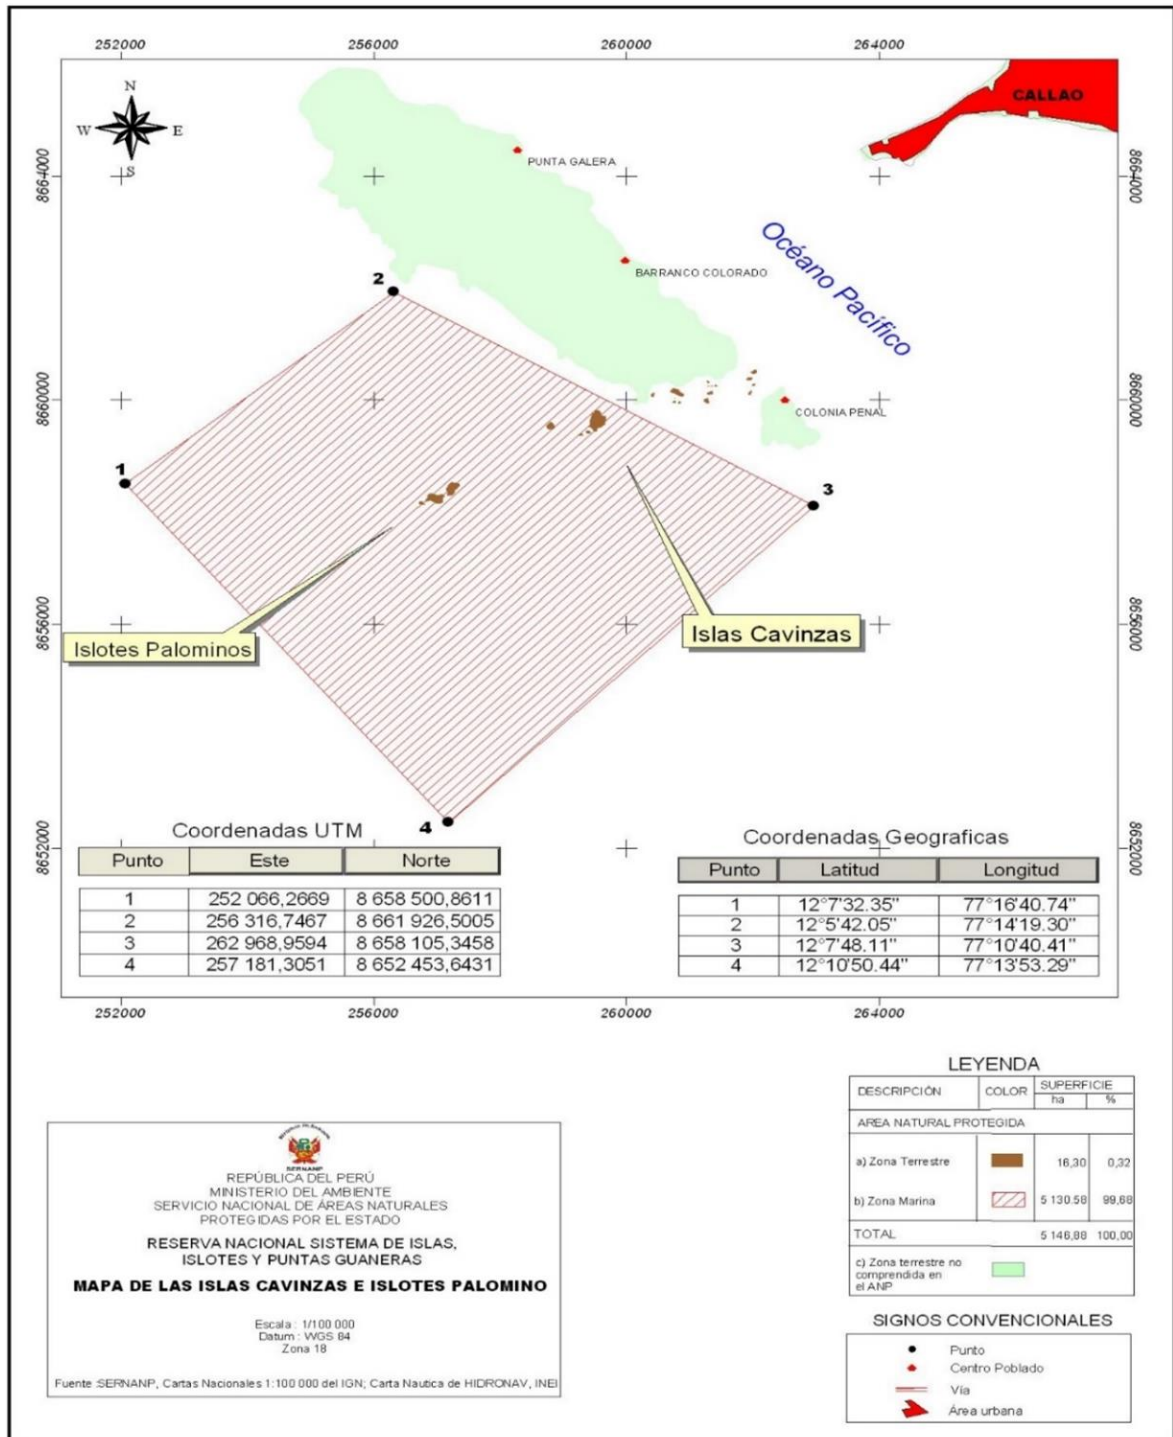 252000 256000 260000 264000
N
W E
S
CALLAO
PUNTA GALERA
8664000 8664000
Océano Pacífico
BARRANCO COLORADO
2
8660000 8660000
COLONIA PENAL
1
3
Islotes Palominos
Islas Cavinzas
8656000 8656000
4
8652000 8652000
Coordenadas UTM
Punto Este Norte
1 252 066,2669 8 658 500,8611
2 256 316,7467 8 661 926,5005
3 262 968,9594 8 658 105,3458
4 257 181,3051 8 652 453,6431
Coordenadas Geograficas
Punto Latitud Longitud
1 12°7'32.35" 77°16'40.74"
2 12°5'42.05" 77°14'19.30"
3 12°7'48.11" 77°10'40.41"
4 12°10'50.44" 77°13'53.29"
252000 256000 260000 264000
LEYENDA
DESCRIPCIÓN COLOR SUPERFICIE
ha %
AREA NATURAL PROTEGIDA
a) Zona Terrestre 16,30 0,32
b) Zona Marina 5 130.58 99,68
TOTAL 5 146,88 100,00
c) Zona terrestre no
comprendida en
el ANP
SIGNOS CONVENCIONALES
Punto
Centro Poblado
Vía
Área urbana
SERNANP
REPÚBLICA DEL PERÚ
MINISTERIO DEL AMBIENTE
SERVICIO NACIONAL DE ÁREAS NATURALES
PROTEGIDAS POR EL ESTADO
RESERVA NACIONAL SISTEMA DE ISLAS,
ISLOTES Y PUNTAS GUANERAS
MAPA DE LAS ISLAS CAVINZAS E ISLOTES PALOMINO
Escala : 1/100 000
Datum : WGS 84
Zona 18
Fuente :SERNANP, Cartas Nacionales 1:100 000 del IGN; Carta Nautica de HIDRONAV, INEI